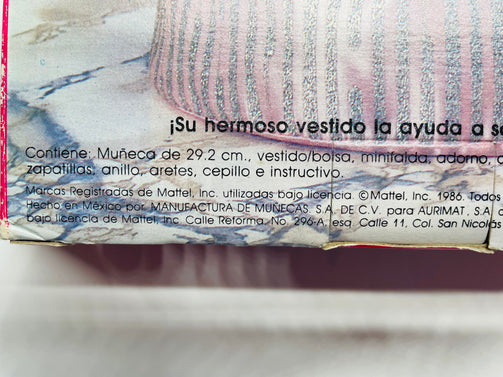 ¡Su hermoso vestido la ayuda a
Contiene: Muñeca de 29.2 cm., vestido/bolsa, minifalda, adorno,
zapatillas, anillo, aretes, cepillo e instructivo.
Marcas Registradas de Mattel, Inc. utilizadas bajo licencia. © Mattel, Inc. 1986. Todos
Hecho en México por: MANUFACTURA DE MUÑECAS, S.A. DE C.V. para AURIMAT, S.A.
bajo licencia de Mattel, Inc. Calle Reforma, No. 296-A, esq. Calle 11, Col. San Nicolás